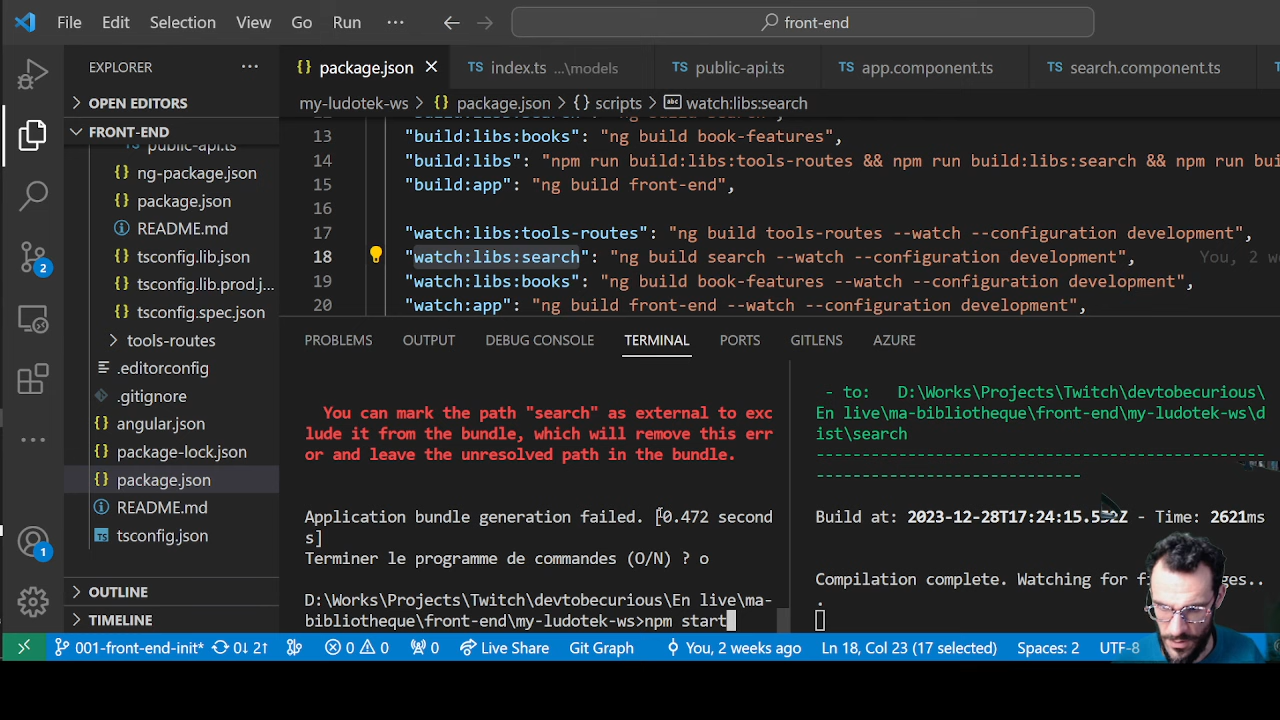 File Edit Selection View Go Run ··· front-end
EXPLORER ···
OPEN EDITORS
FRONT-END
public-api.ts
ng-package.json
package.json
README.md
tsconfig.lib.json
tsconfig.lib.prod.j...
tsconfig.spec.json
tools-routes
.editorconfig
.gitignore
angular.json
package-lock.json
package.json
README.md
tsconfig.json
OUTLINE
TIMELINE
2
1
package.json index.ts ...\models public-api.ts app.component.ts search.component.ts
my-ludotek-ws > package.json > {} scripts > abc watch:libs:search
13 "build:libs:books": "ng build book-features",
14 "build:libs": "npm run build:libs:tools-routes && npm run build:libs:search && npm run bui
15 "build:app": "ng build front-end",
16
17 "watch:libs:tools-routes": "ng build tools-routes --watch --configuration development",
18 "watch:libs:search": "ng build search --watch --configuration development", You, 2 we
19 "watch:libs:books": "ng build book-features --watch --configuration development",
20 "watch:app": "ng build front-end --watch --configuration development",
PROBLEMS OUTPUT DEBUG CONSOLE TERMINAL PORTS GITLENS AZURE
You can mark the path "search" as external to exc
lude it from the bundle, which will remove this err
or and leave the unresolved path in the bundle.
Application bundle generation failed. [0.472 second
s]
Terminer le programme de commandes (O/N) ? o
D:\Works\Projects\Twitch\devtobecurious\En live\ma-
bibliotheque\front-end\my-ludotek-ws>npm start
- to: D:\Works\Projects\Twitch\devtobecurious\
En live\ma-bibliotheque\front-end\my-ludotek-ws\d
ist\search
------------------------------------------------
-----------------------------
Build at: 2023-12-28T17:24:15.5 Z - Time: 2621ms
Compilation complete. Watching for
.
001-front-end-init* 0↓ 2↑ 0 0 0 Live Share Git Graph You, 2 weeks ago Ln 18, Col 23 (17 selected) Spaces: 2 UTF-8